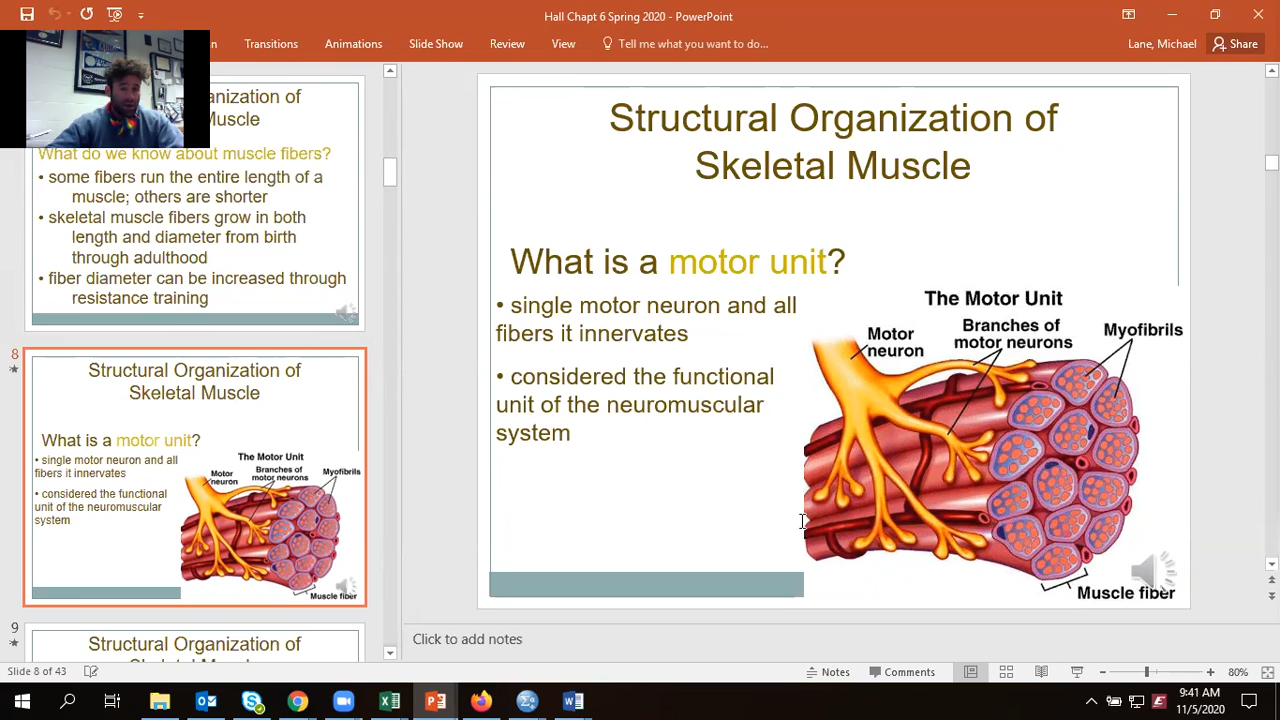 Hall Chapt 6 Spring 2020 - PowerPoint
Transitions Animations Slide Show Review View Tell me what you want to do...
Lane, Michael Share
anization of
Muscle
What do we know about muscle fibers?
• some fibers run the entire length of a
muscle; others are shorter
• skeletal muscle fibers grow in both
length and diameter from birth
through adulthood
• fiber diameter can be increased through
resistance training
8
Structural Organization of
Skeletal Muscle
What is a motor unit?
• single motor neuron and all
fibers it innervates
• considered the functional
unit of the neuromuscular
system
The Motor Unit
Motor
neuron
Branches of
motor neurons
Myofibrils
Muscle fiber
9
Structural Organization of
Structural Organization of
Skeletal Muscle
What is a motor unit?
• single motor neuron and all
fibers it innervates
• considered the functional
unit of the neuromuscular
system
The Motor Unit
Motor
neuron
Branches of
motor neurons
Myofibrils
Muscle fiber
Click to add notes
Slide 8 of 43
Notes Comments 80%
9:41 AM
11/5/2020